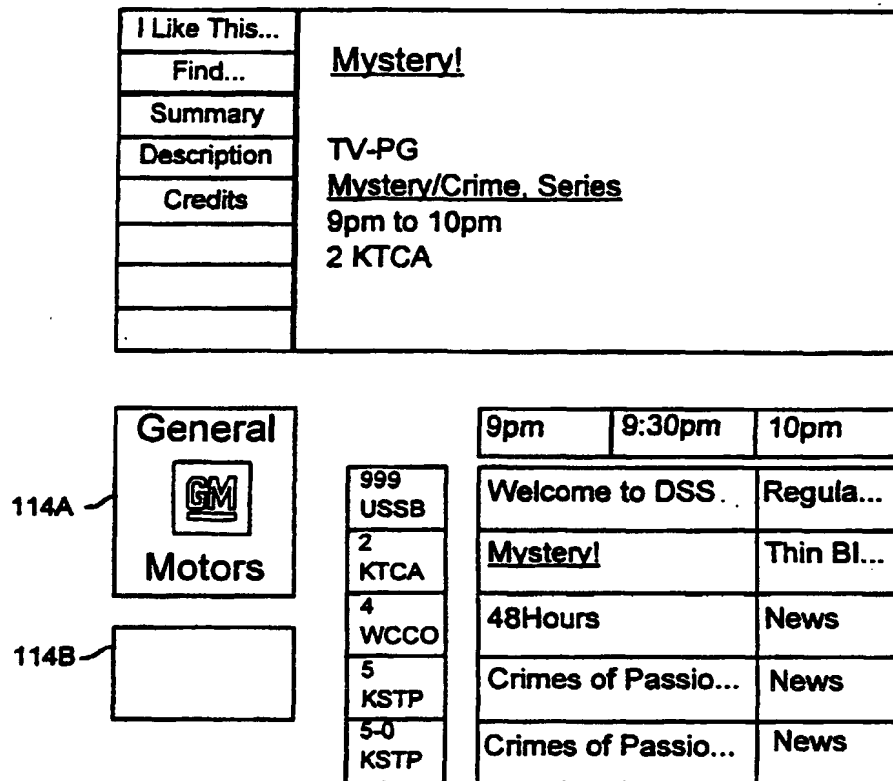 I Like This...
Find...
Summary
Description
Credits
Mystery!
TV-PG
Mystery/Crime, Series
9pm to 10pm
2 KTCA
114A
General
GM
Motors
114B
9pm 9:30pm 10pm
999
USSB
Welcome to DSS. Regula...
2
KTCA
Mystery! Thin Bl...
4
WCCO
48Hours News
5
KSTP
Crimes of Passio... News
5-0
KSTP
Crimes of Passio... News